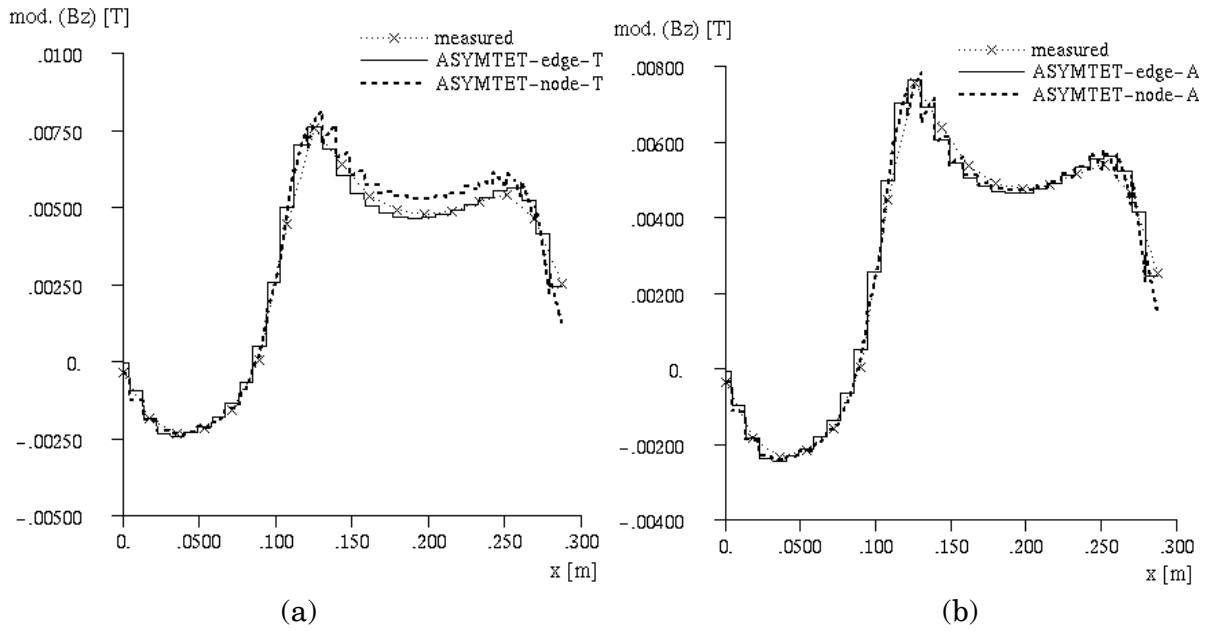 mod. (Bz) [T]
measured
ASYMTET-edge-T
ASYMTET-node-T
.0100
.00750
.00500
.00250
0.
-.00250
-.00500
0.
.0500
.100
.150
.200
.250
.300
x [m]
(a)
mod. (Bz) [T]
measured
ASYMTET-edge-A
ASYMTET-node-A
.00800
.00600
.00400
.00200
0.
-.00200
-.00400
0.
.0500
.100
.150
.200
.250
.300
x [m]
(b)